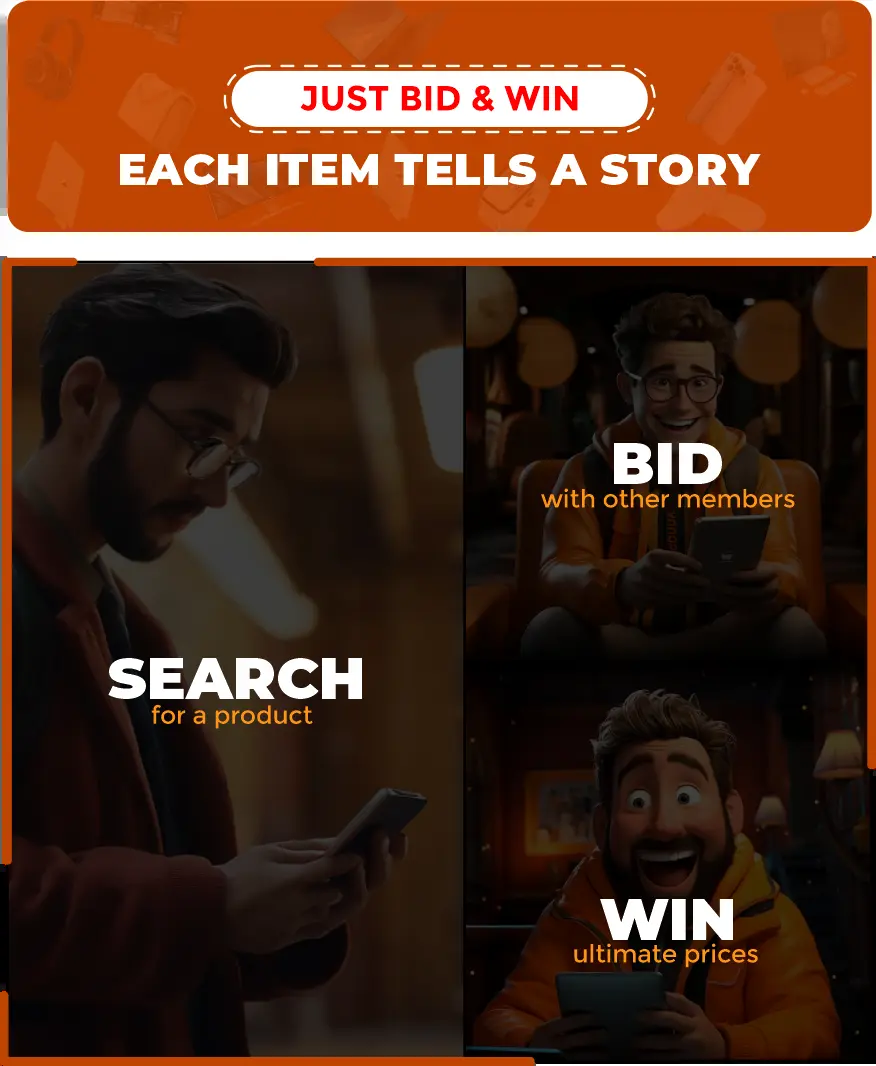 JUST BID & WIN
EACH ITEM TELLS A STORY
SEARCH
for a product
BID
with other members
WIN
ultimate prices